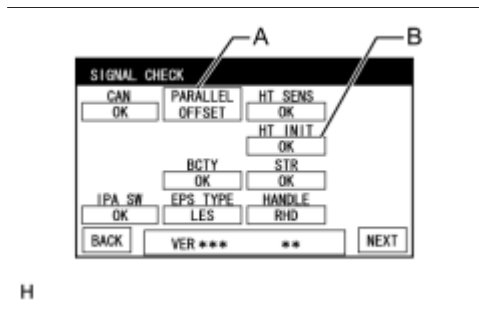 A B
SIGNAL CHECK
CAN PARALLEL HT SENS
OK OFFSET OK
HT INIT
OK
BCTY STR
OK OK
IPA SW EPS TYPE HANDLE
OK LES RHD
BACK VER*** ** NEXT
H